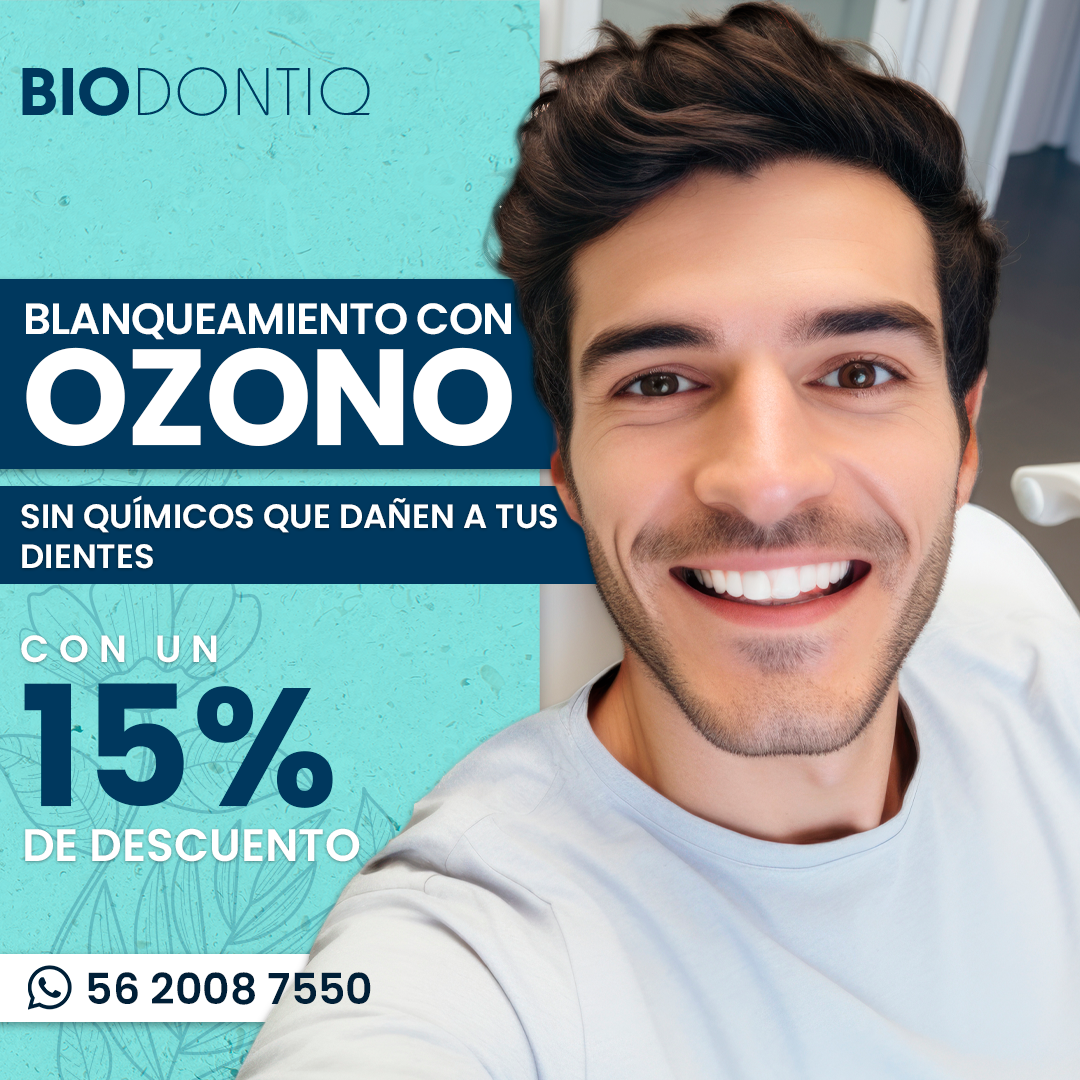 BIODONTIQ
BLANQUEAMIENTO CON
OZONO
SIN QUÍMICOS QUE DAÑEN A TUS
DIENTES
CON UN
15%
DE DESCUENTO
56 2008 7550